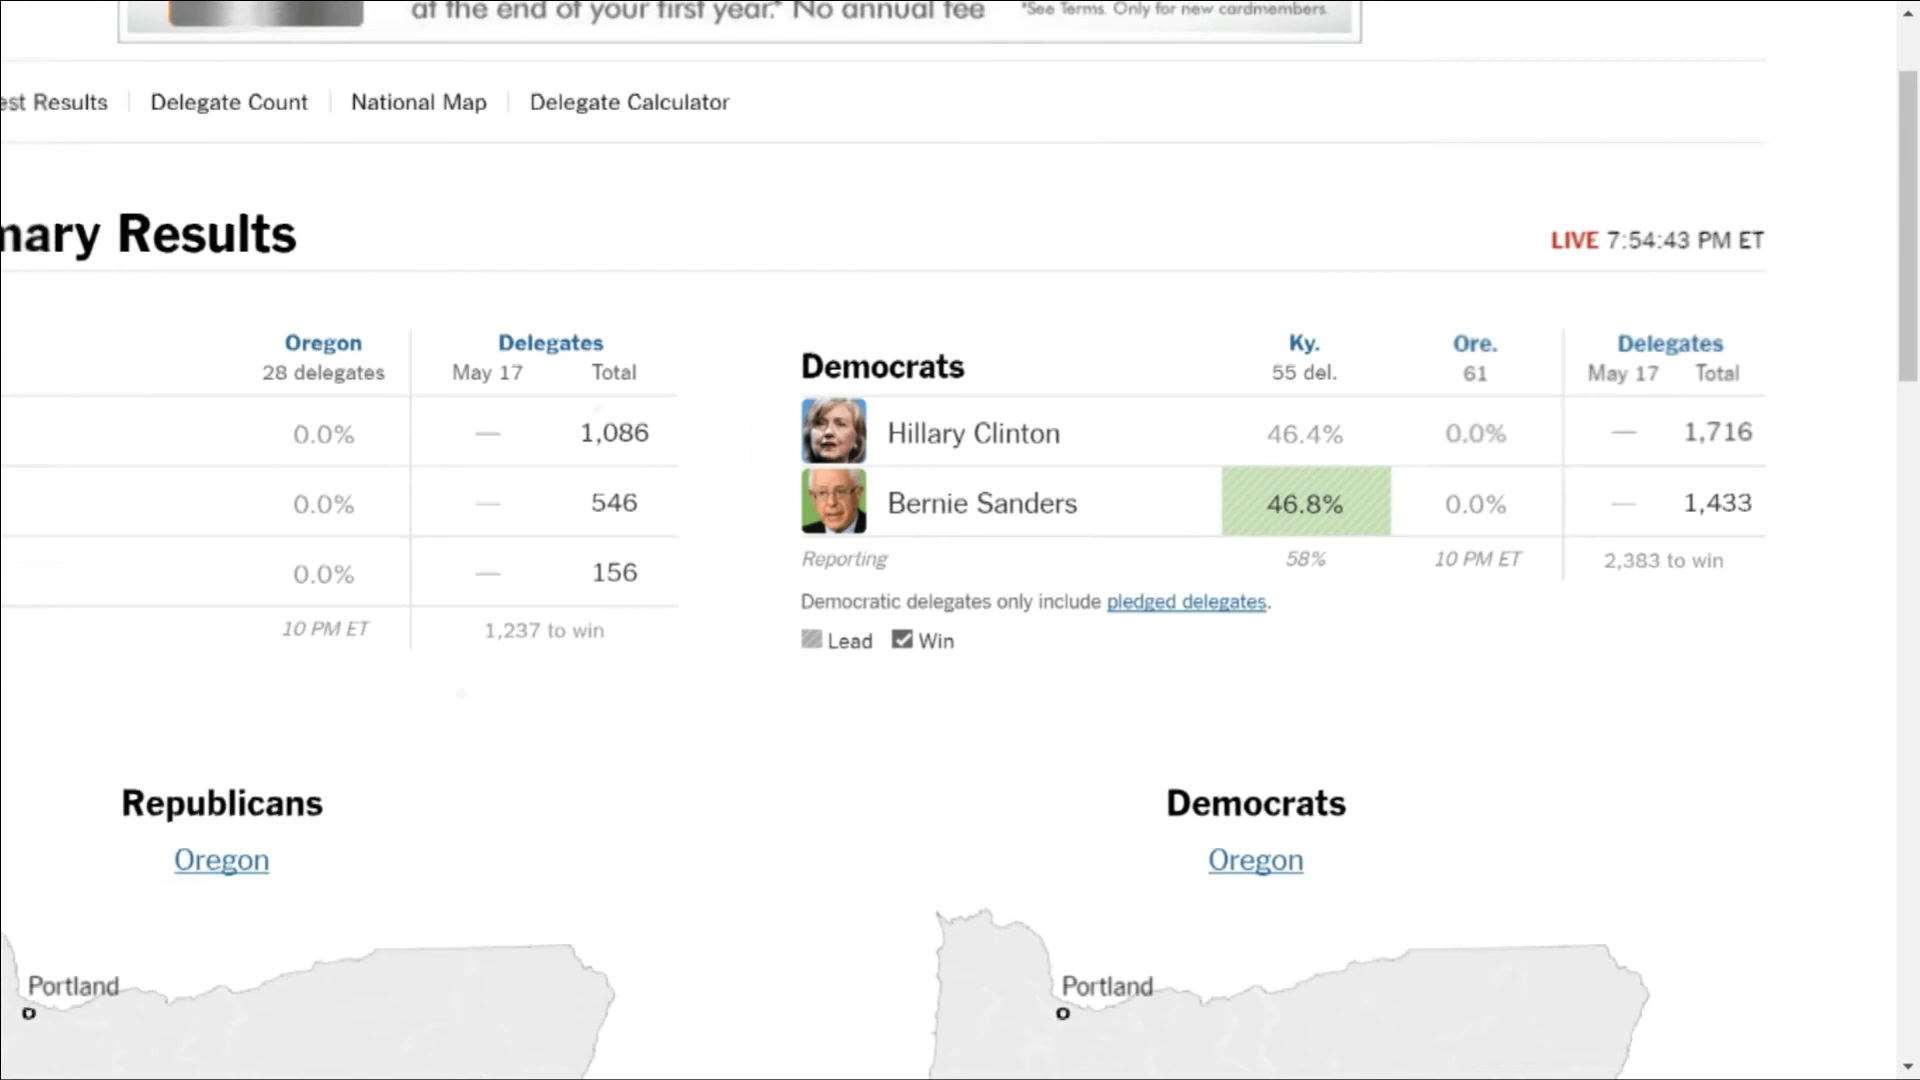 at the end of your first year.* No annual fee *See Terms. Only for new cardmembers.
est Results Delegate Count National Map Delegate Calculator
mary Results
LIVE 7:54:43 PM ET
Oregon Delegates
28 delegates May 17 Total
0.0% — 1,086
0.0% — 546
0.0% — 156
10 PM ET 1,237 to win
Democrats Ky. Ore. Delegates
55 del. 61 May 17 Total
Hillary Clinton 46.4% 0.0% — 1,716
Bernie Sanders 46.8% 0.0% — 1,433
Reporting 58% 10 PM ET 2,383 to win
Democratic delegates only include pledged delegates.
Lead Win
Republicans
Oregon
Portland
Democrats
Oregon
Portland